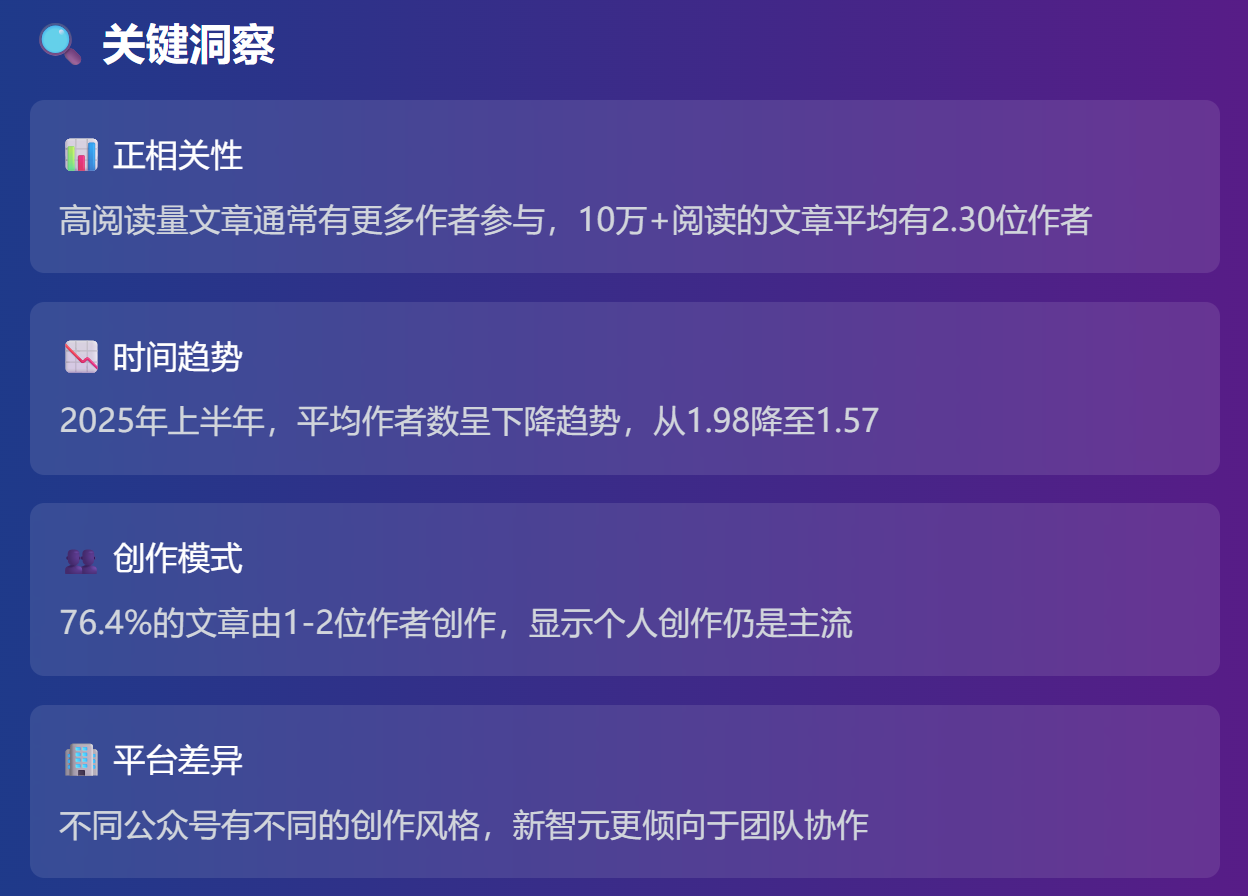 关键洞察
正相关性
高阅读量文章通常有更多作者参与，10万+阅读的文章平均有2.30位作者
时间趋势
2025年上半年，平均作者数呈下降趋势，从1.98降至1.57
创作模式
76.4%的文章由1-2位作者创作，显示个人创作仍是主流
平台差异
不同公众号有不同的创作风格，新智元更倾向于团队协作